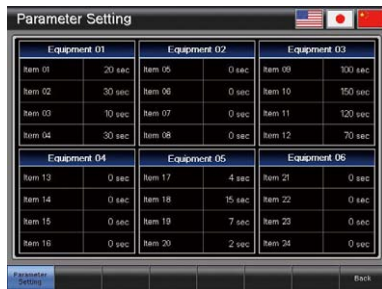 Parameter Setting
Equipment 01 Equipment 02 Equipment 03
Item 01 20 sec Item 05 0 sec Item 09 100 sec
Item 02 30 sec Item 06 0 sec Item 10 150 sec
Item 03 10 sec Item 07 0 sec Item 11 120 sec
Item 04 30 sec Item 08 0 sec Item 12 70 sec
Equipment 04 Equipment 05 Equipment 06
Item 13 0 sec Item 17 4 sec Item 21 0 sec
Item 14 0 sec Item 18 15 sec Item 22 0 sec
Item 15 0 sec Item 19 7 sec Item 23 0 sec
Item 16 0 sec Item 20 2 sec Item 24 0 sec
Parameter
Setting Back